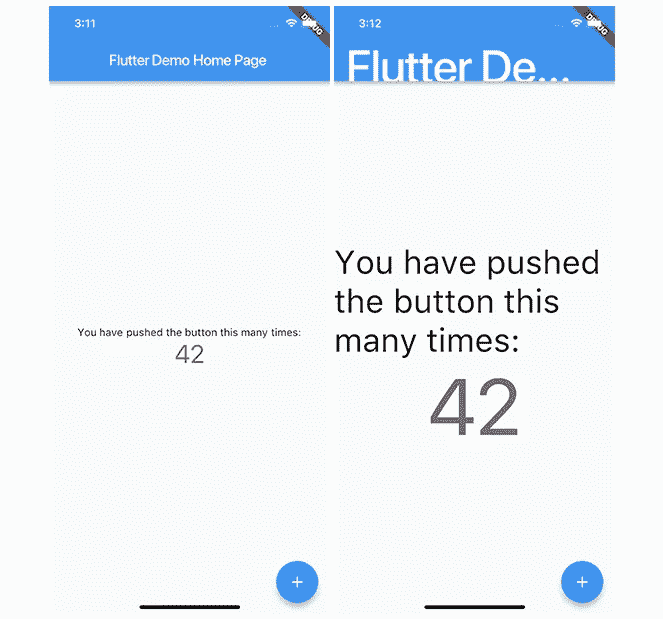 3:11
DEBUG
Flutter Demo Home Page
You have pushed the button this many times:
42
+
3:12
DEBUG
Flutter De...
You have pushed
the button this
many times:
42
+